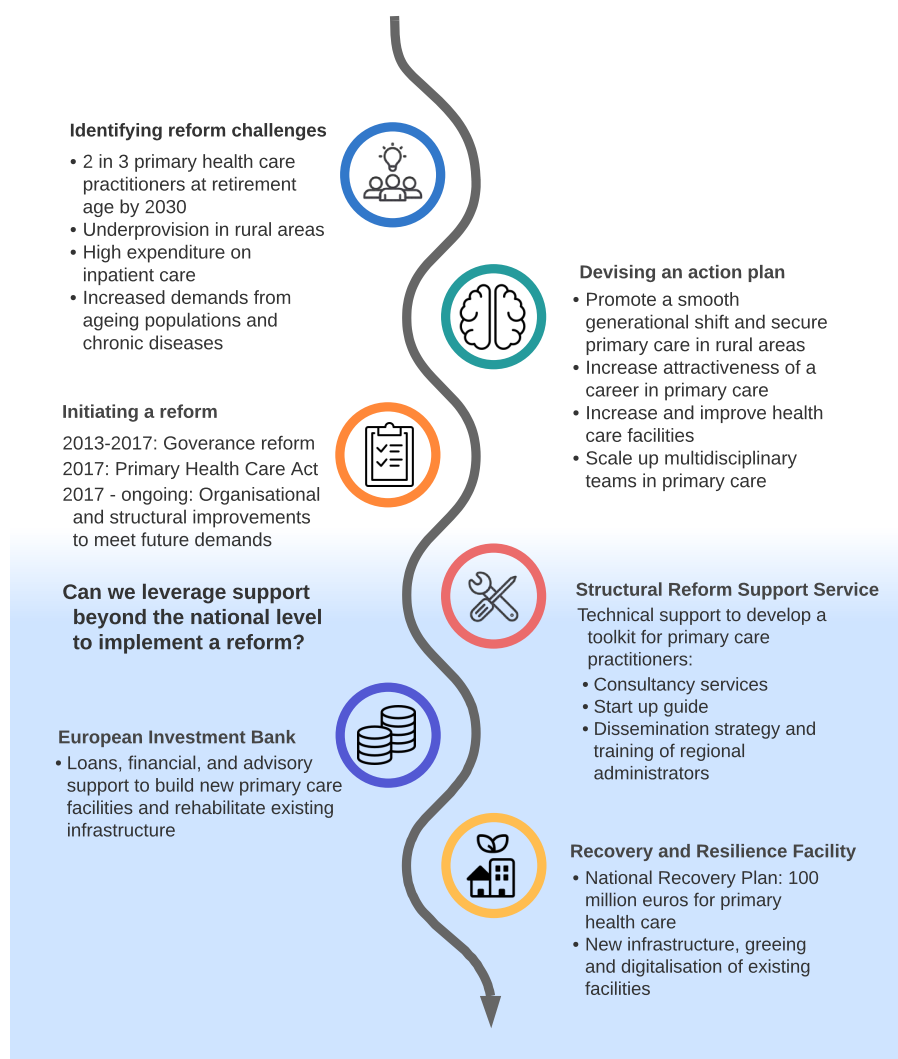 Identifying reform challenges
• 2 in 3 primary health care
practitioners at retirement
age by 2030
• Underprovision in rural areas
• High expenditure on
inpatient care
• Increased demands from
ageing populations and
chronic diseases
Devising an action plan
• Promote a smooth
generational shift and secure
primary care in rural areas
• Increase attractiveness of a
career in primary care
• Increase and improve health
care facilities
• Scale up multidisciplinary
teams in primary care
Initiating a reform
2013-2017: Goverance reform
2017: Primary Health Care Act
2017 - ongoing: Organisational
and structural improvements
to meet future demands
Can we leverage support
beyond the national level
to implement a reform?
Structural Reform Support Service
Technical support to develop a
toolkit for primary care
practitioners:
• Consultancy services
• Start up guide
• Dissemination strategy and
training of regional
administrators
European Investment Bank
• Loans, financial, and advisory
support to build new primary care
facilities and rehabilitate existing
infrastructure
Recovery and Resilience Facility
• National Recovery Plan: 100
million euros for primary
health care
• New infrastructure, greeing
and digitalisation of existing
facilities